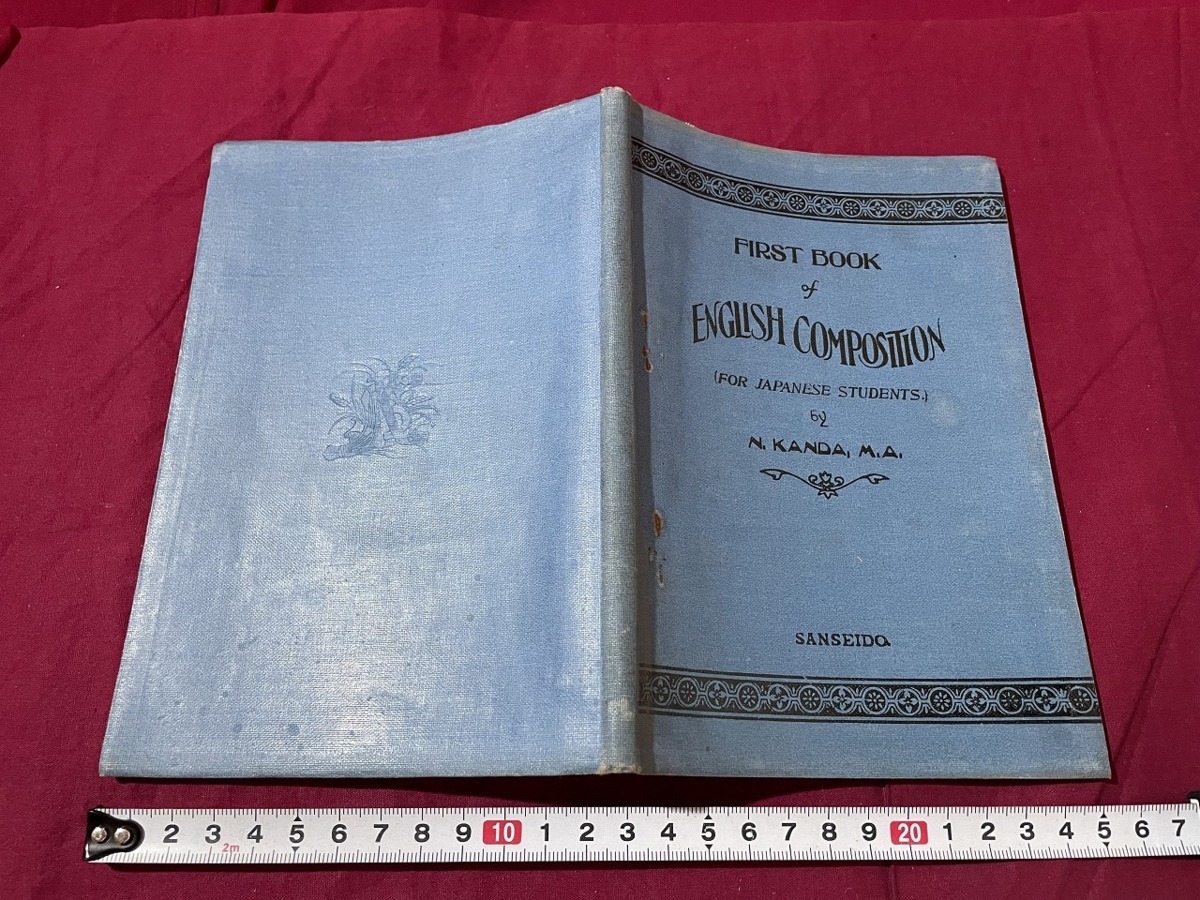 FIRST BOOK
of
ENGLISH COMPOSITION
(FOR JAPANESE STUDENTS.)
by
N. KANDA, M.A.
SANSEIDO.
2 3 4 5 6 7 8 9 10 1 2 3 4 5 6 7 8 9 20 1 2 3 4 5 6 7
2m